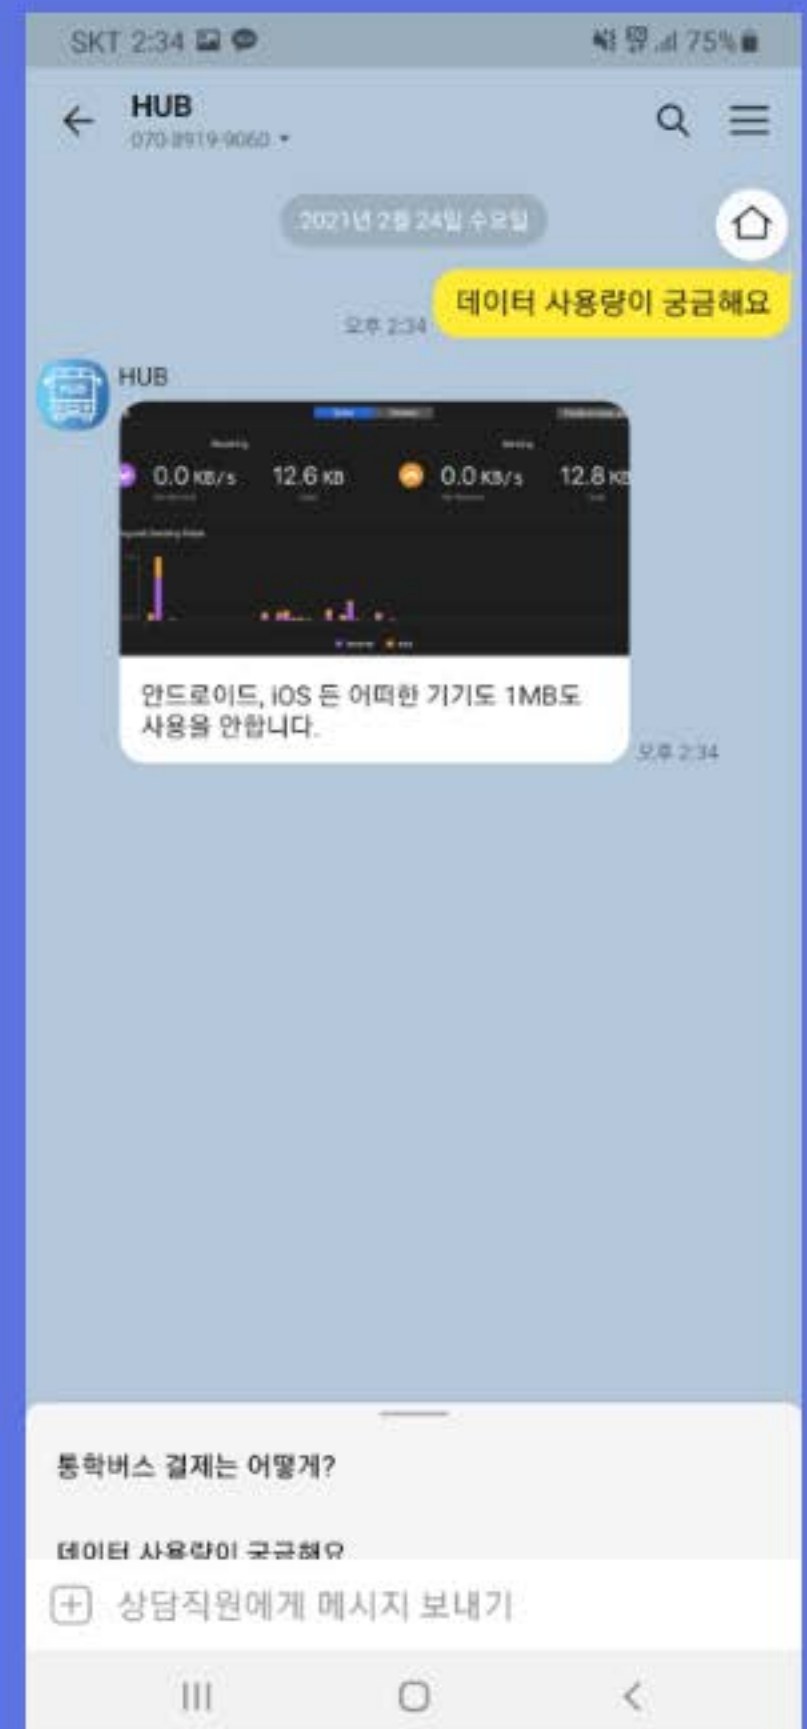 SKT 2:34
75%
HUB
070-8919-9060
2021년 2월 24일 수요일
데이터 사용량이 궁금해요
오후 2:34
HUB
0.0 KB/s 12.6 KB 0.0 KB/s 12.8 KB
안드로이드, iOS 든 어떠한 기기도 1MB도
사용을 안합니다.
오후 2:34
통학버스 결제는 어떻게?
데이터 사용량이 궁금해요
상담직원에게 메시지 보내기